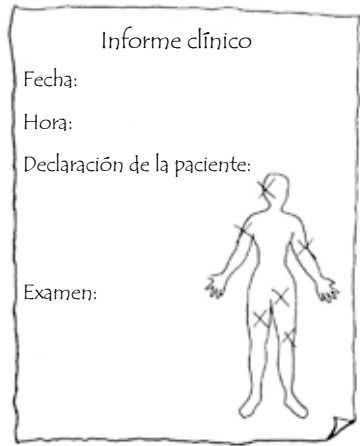 Informe clínico
Fecha:
Hora:
Declaración de la paciente:
Examen: